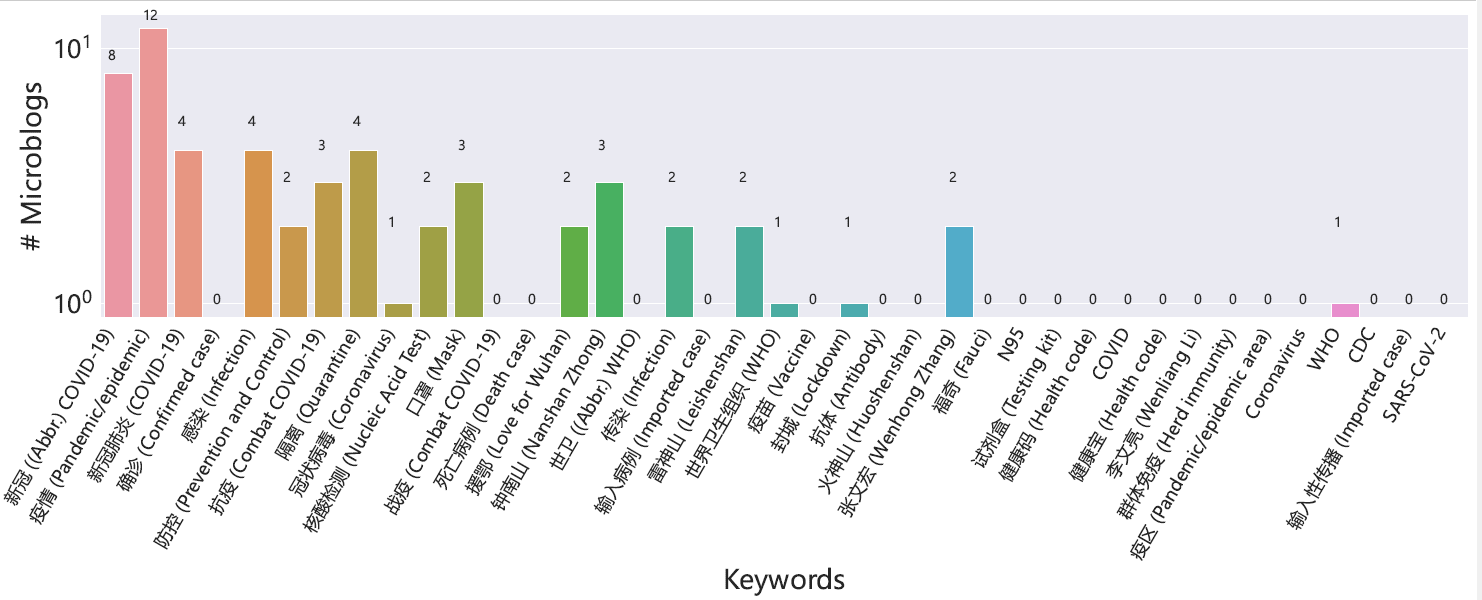 # Microblogs
10¹
10⁰
8
12
4
0
4
2
3
4
1
2
3
0
0
2
3
0
2
0
2
1
0
1
0
0
2
0
0
0
0
0
0
0
0
0
0
1
0
0
0
新冠 ((Abbr.) COVID-19)
疫情 (Pandemic/epidemic)
新冠肺炎 (COVID-19)
确诊 (Confirmed case)
感染 (Infection)
防控 (Prevention and Control)
抗疫 (Combat COVID-19)
隔离 (Quarantine)
冠状病毒 (Coronavirus)
核酸检测 (Nucleic Acid Test)
口罩 (Mask)
战疫 (Combat COVID-19)
死亡病例 (Death case)
援鄂 (Love for Wuhan)
钟南山 (Nanshan Zhong)
世卫 ((Abbr.) WHO)
传染 (Infection)
输入病例 (Imported case)
雷神山 (Leishenshan)
世界卫生组织 (WHO)
疫苗 (Vaccine)
封城 (Lockdown)
抗体 (Antibody)
火神山 (Huoshenshan)
张文宏 (Wenhong Zhang)
福奇 (Fauci)
N95
试剂盒 (Testing kit)
健康码 (Health code)
COVID
健康宝 (Health code)
李文亮 (Wenliang Li)
群体免疫 (Herd immunity)
疫区 (Pandemic/epidemic area)
Coronavirus
WHO
CDC
输入性传播 (Imported case)
SARS-CoV-2
Keywords